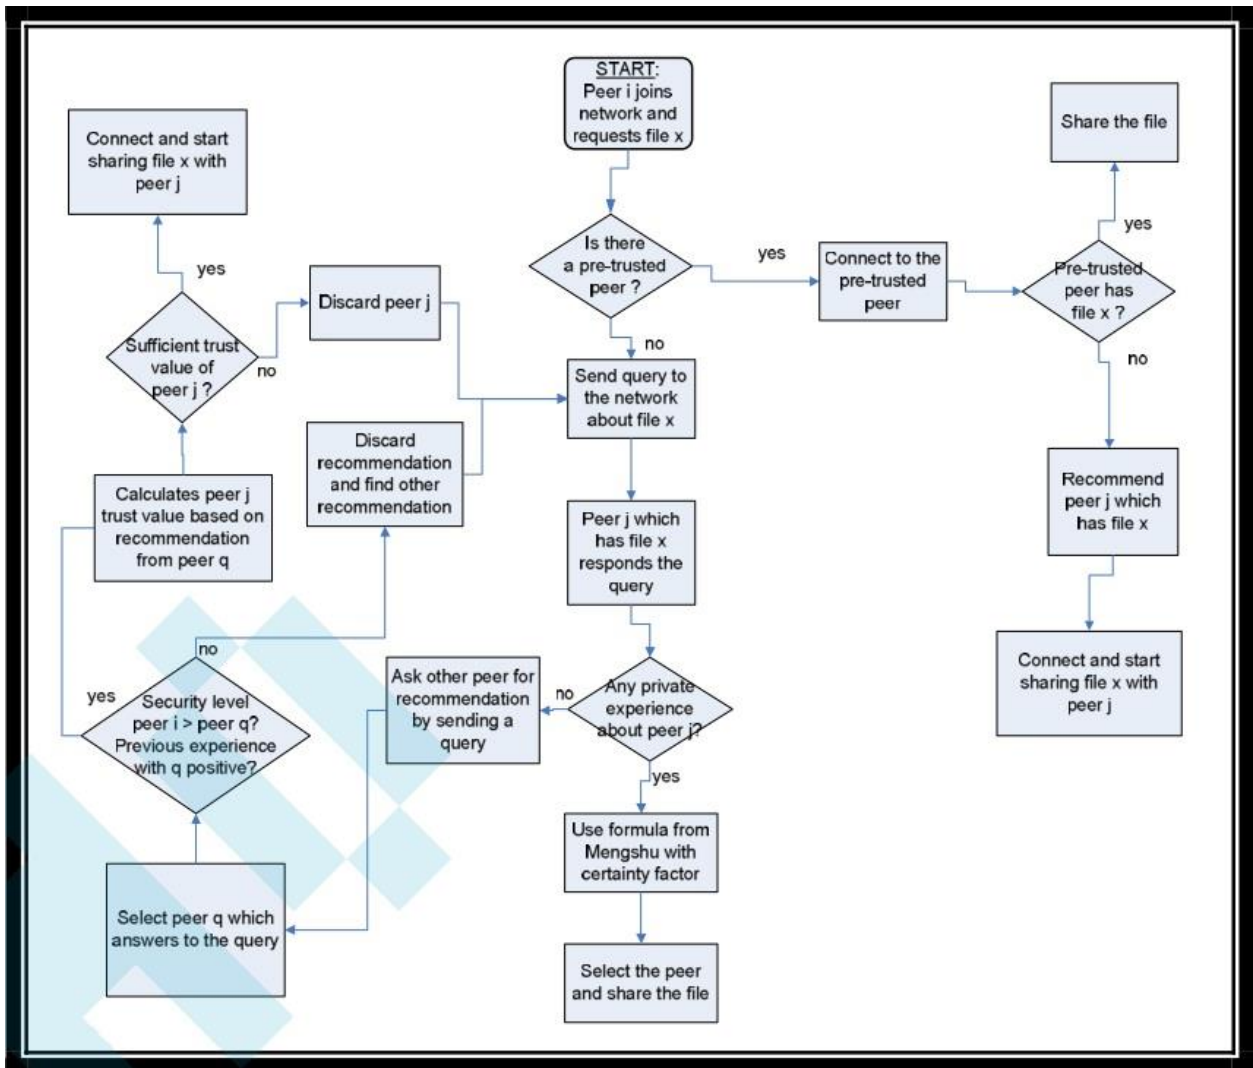 START:
Peer i joins
network and
requests file x
Share the file
Connect and start
sharing file x with
peer j
yes
Is there
a pre-trusted
peer ?
yes
Connect to the
pre-trusted
peer
Pre-trusted
peer has
file x ?
yes
Discard peer j
no
no
Sufficient trust
value of
peer j ?
no
Send query to
the network
about file x
Discard
recommendation
and find other
recommendation
Recommend
peer j which
has file x
Calculates peer j
trust value based on
recommendation
from peer q
Peer j which
has file x
responds the
query
no
Connect and start
sharing file x with
peer j
Ask other peer for
recommendation
by sending a
query
no
Any private
experience
about peer j?
yes
Security level
peer i > peer q?
Previous experience
with q positive?
yes
Use formula from
Mengshu with
certainty factor
Select peer q which
answers to the query
Select the peer
and share the file